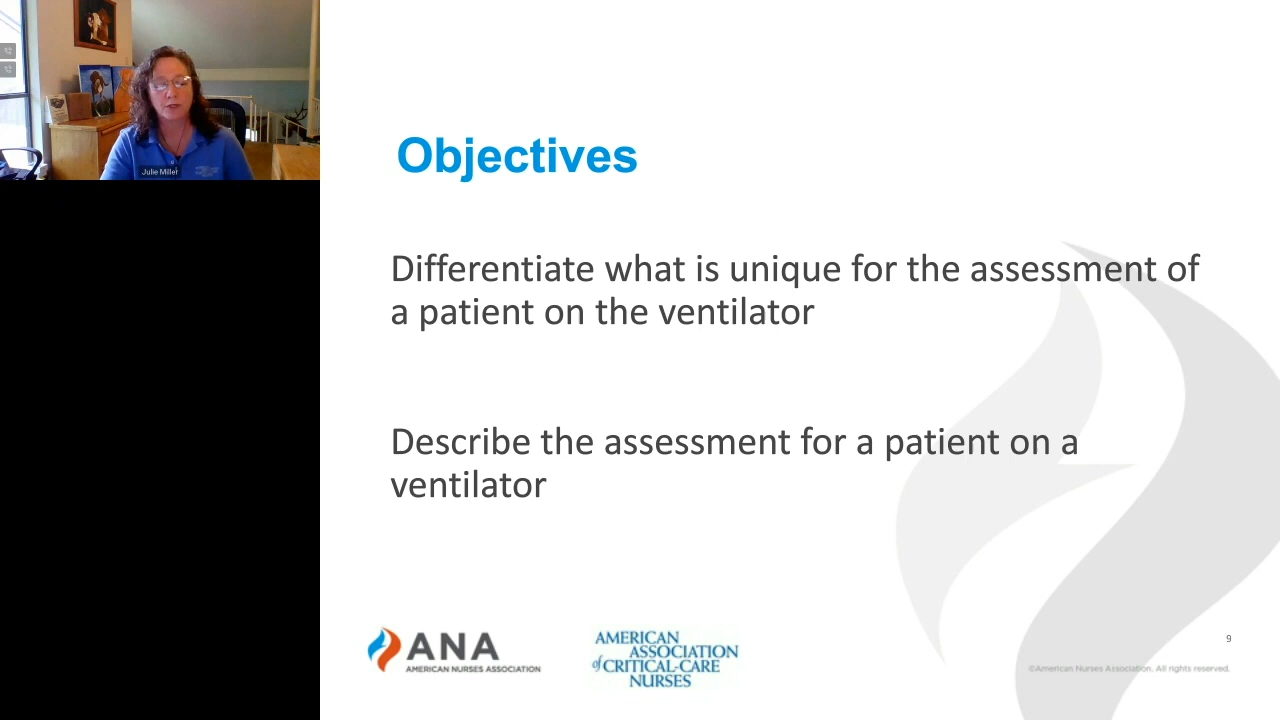 Julie Miller
Objectives
Differentiate what is unique for the assessment of
a patient on the ventilator
Describe the assessment for a patient on a
ventilator
ANA
AMERICAN NURSES ASSOCIATION
AMERICAN
ASSOCIATION
of CRITICAL-CARE
NURSES
9
©American Nurses Association. All rights reserved.